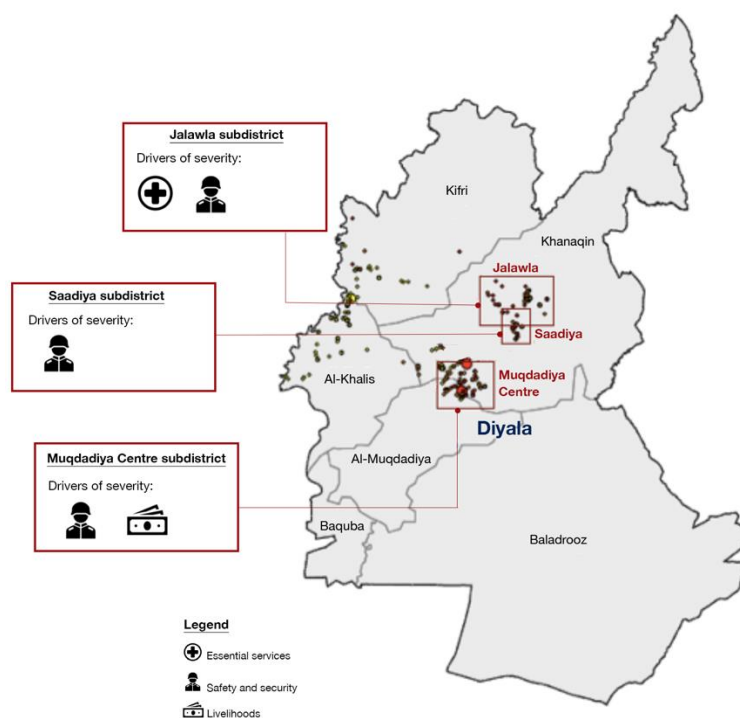 Jalawla subdistrict
Drivers of severity:
Kifri
Khanaqin
Jalawla
Saadiya subdistrict
Drivers of severity:
Saadiya
Al-Khalis
Muqdadiya
Centre
Diyala
Muqdadiya Centre subdistrict
Drivers of severity:
Al-Muqdadiya
Baquba
Baladrooz
Legend
Essential services
Safety and security
Livelihoods